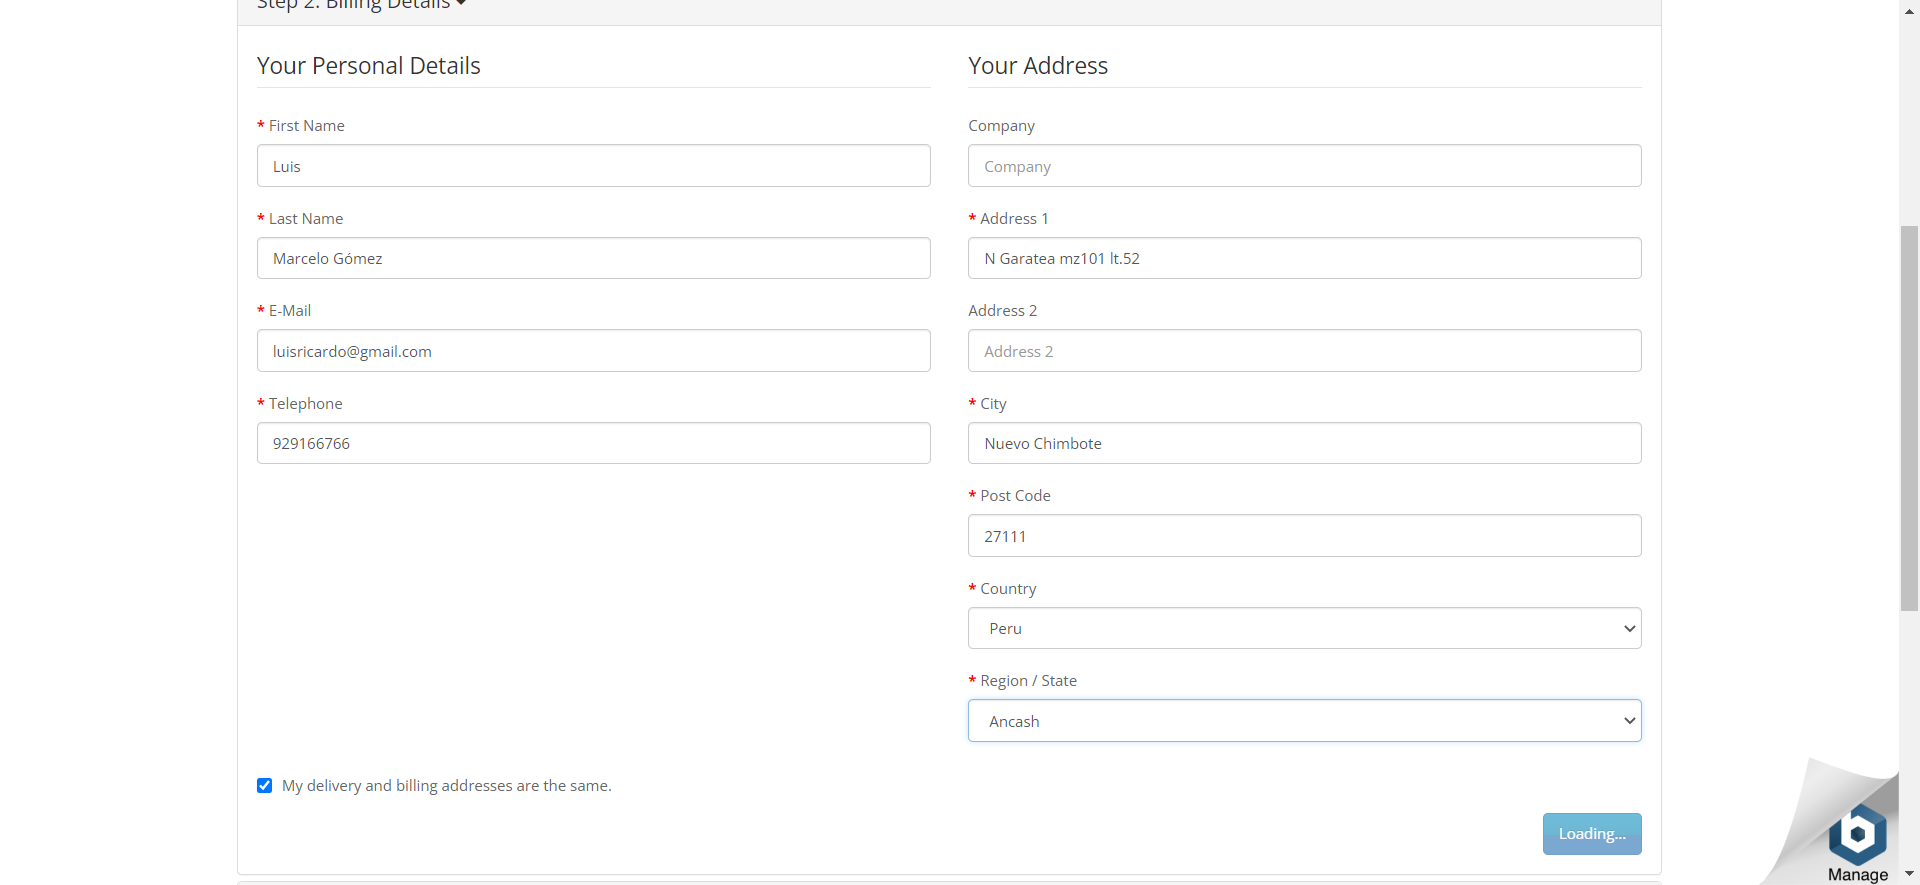 Step 2: Billing Details
Your Personal Details
* First Name
Luis
* Last Name
Marcelo Gómez
* E-Mail
luisricardo@gmail.com
* Telephone
929166766
Your Address
Company
Company
* Address 1
N Garatea mz101 lt.52
Address 2
Address 2
* City
Nuevo Chimbote
* Post Code
27111
* Country
Peru
* Region / State
Ancash
My delivery and billing addresses are the same.
Loading...
Manage